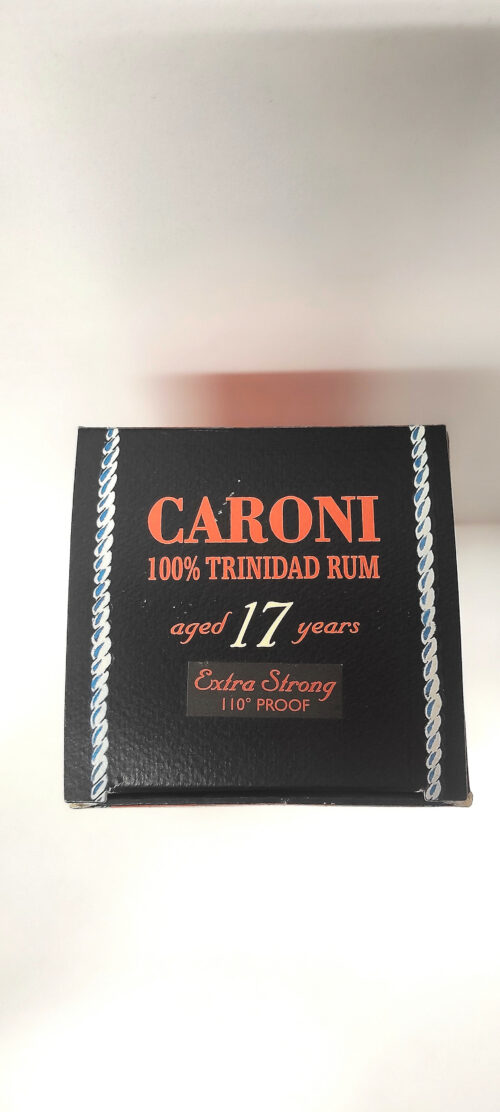 CARONI
100% TRINIDAD RUM
aged 17 years
Extra Strong
110° PROOF